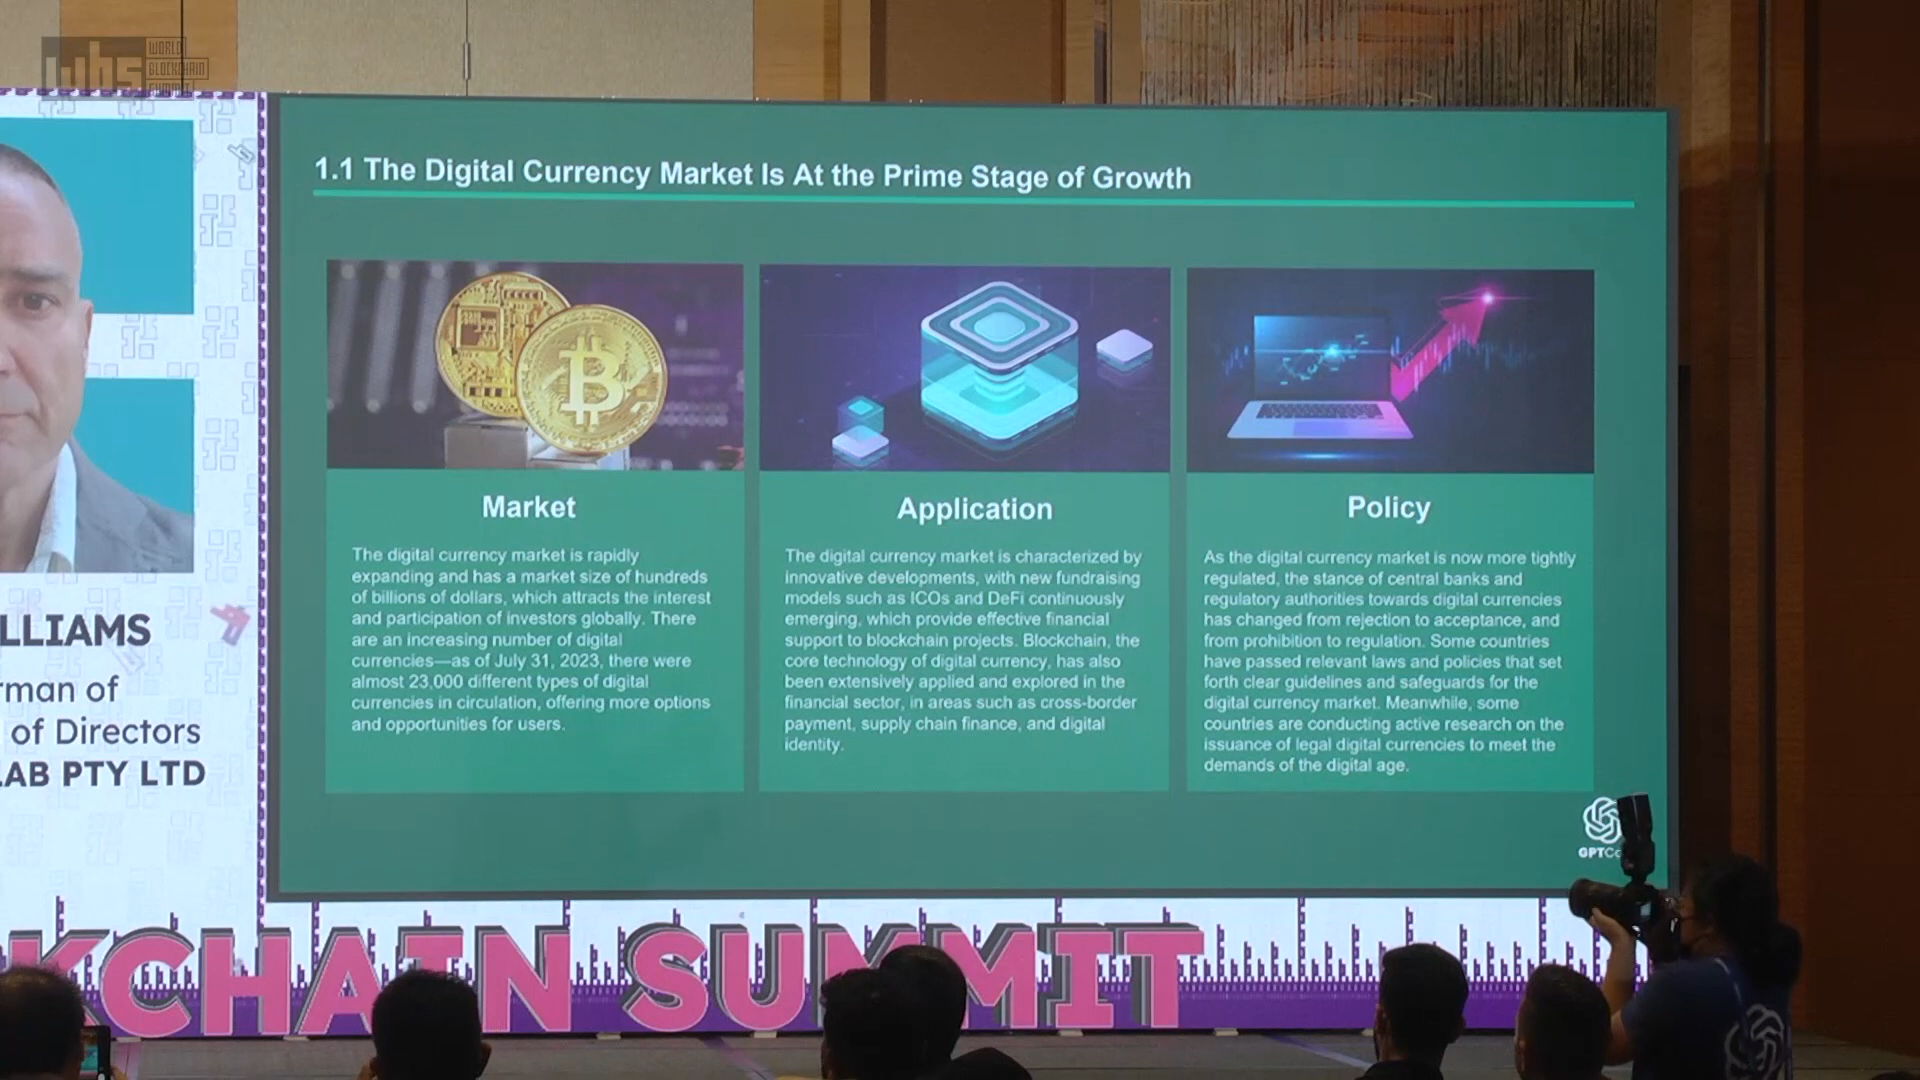 WORLD
BLOCKCHAIN
SUMMIT
wbs
1.1 The Digital Currency Market Is At the Prime Stage of Growth
Market
The digital currency market is rapidly
expanding and has a market size of hundreds
of billions of dollars, which attracts the interest
and participation of investors globally. There
are an increasing number of digital
currencies—as of July 31, 2023, there were
almost 23,000 different types of digital
currencies in circulation, offering more options
and opportunities for users.
Application
The digital currency market is characterized by
innovative developments, with new fundraising
models such as ICOs and DeFi continuously
emerging, which provide effective financial
support to blockchain projects. Blockchain, the
core technology of digital currency, has also
been extensively applied and explored in the
financial sector, in areas such as cross-border
payment, supply chain finance, and digital
identity.
Policy
As the digital currency market is now more tightly
regulated, the stance of central banks and
regulatory authorities towards digital currencies
has changed from rejection to acceptance, and
from prohibition to regulation. Some countries
have passed relevant laws and policies that set
forth clear guidelines and safeguards for the
digital currency market. Meanwhile, some
countries are conducting active research on the
issuance of legal digital currencies to meet the
demands of the digital age.
GPTCo
LLIAMS
rman of
of Directors
LAB PTY LTD
KCHAIN SUMMIT